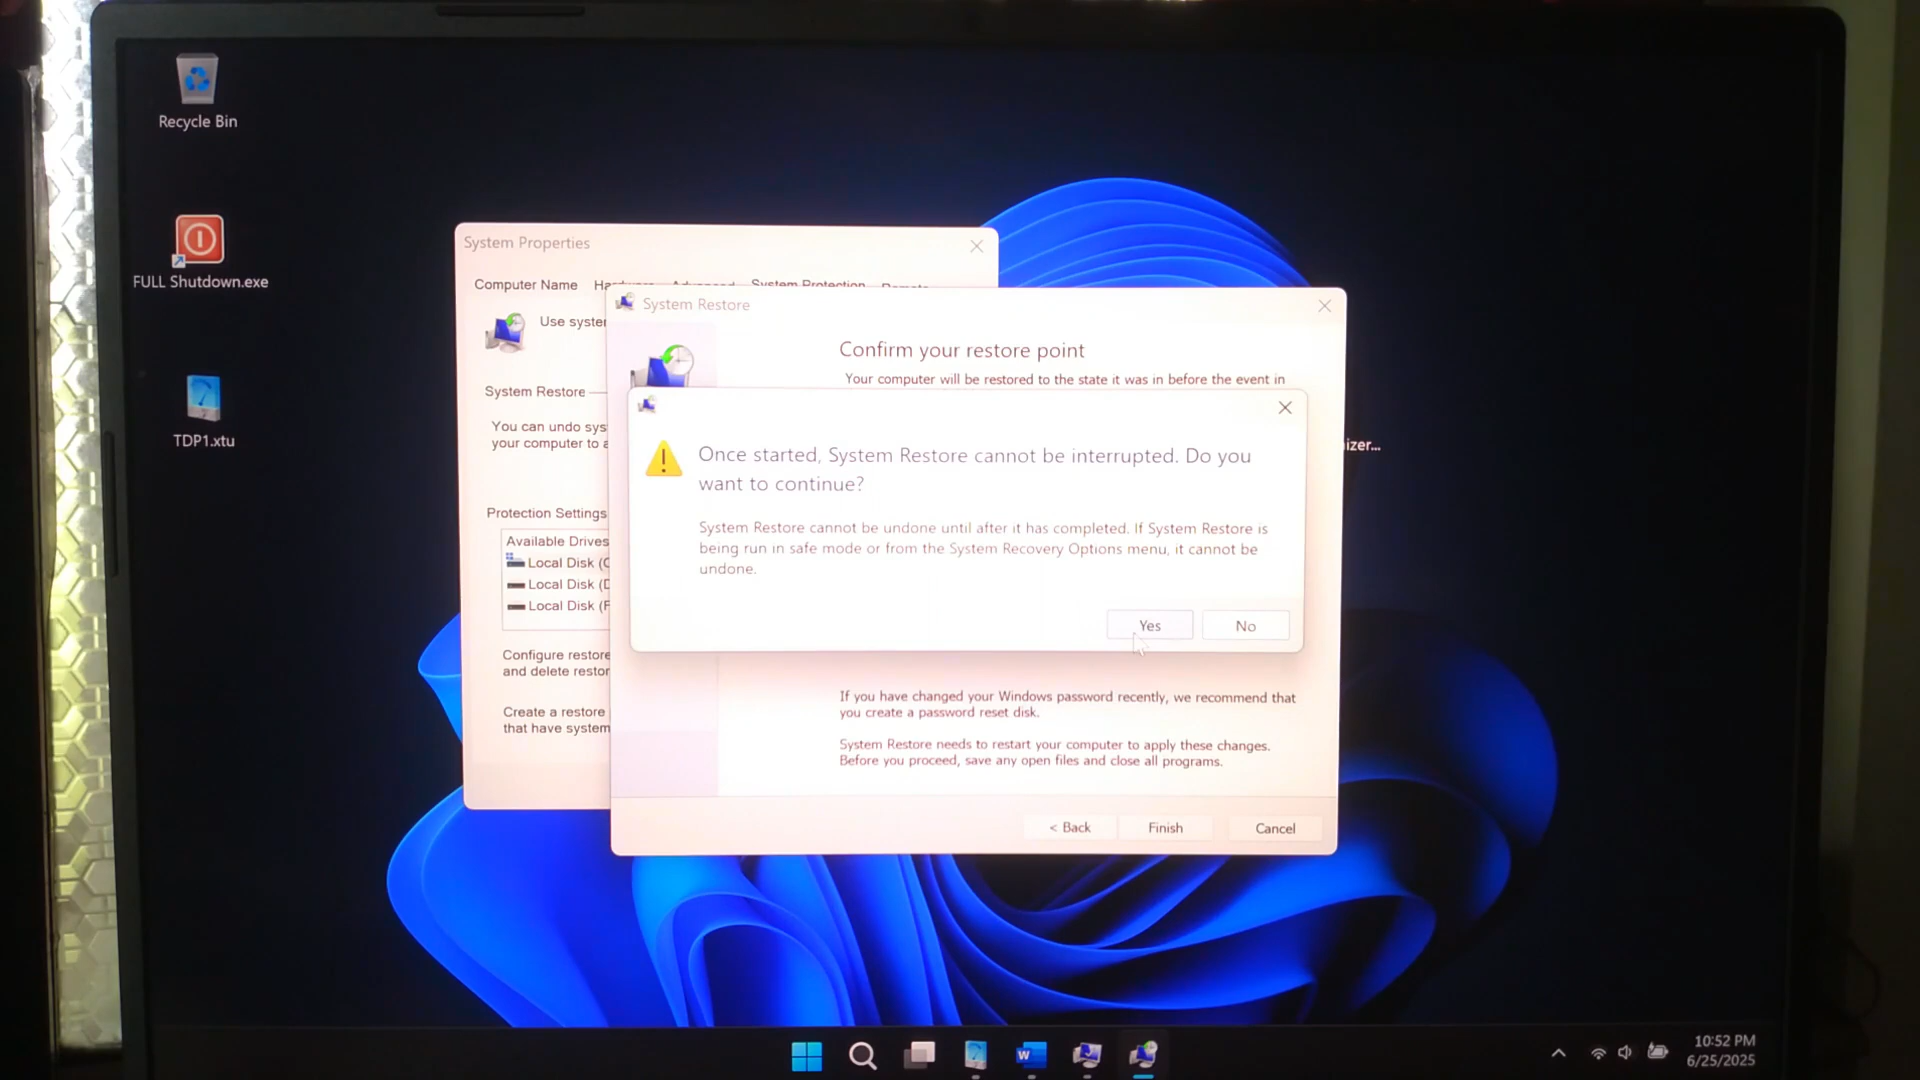 Recycle Bin
FULL Shutdown.exe
TDP1.xtu
System Properties
Computer Name
System Protection
Use syste
System Restore
You can undo sys
your computer to a
Protection Settings
Available Drives
Local Disk (C
Local Disk (D
Local Disk (F
Configure restore
and delete restor
Create a restore
that have system
System Restore
Confirm your restore point
Your computer will be restored to the state it was in before the event in
Once started, System Restore cannot be interrupted. Do you
want to continue?
System Restore cannot be undone until after it has completed. If System Restore is
being run in safe mode or from the System Recovery Options menu, it cannot be
undone.
Yes No
If you have changed your Windows password recently, we recommend that
you create a password reset disk.
System Restore needs to restart your computer to apply these changes.
Before you proceed, save any open files and close all programs.
< Back Finish Cancel
izer...
W
10:52 PM
6/25/2025